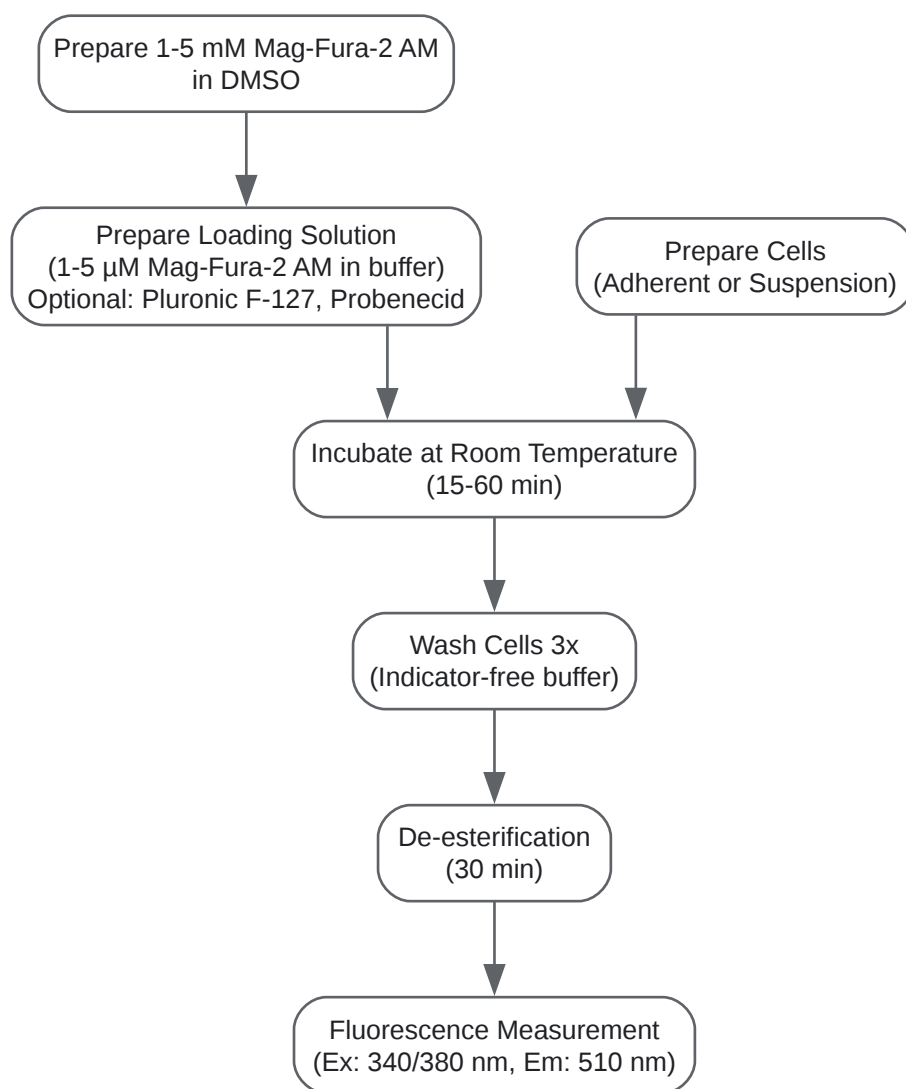 Prepare 1-5 mM Mag-Fura-2 AM
in DMSO
Prepare Loading Solution
(1-5 µM Mag-Fura-2 AM in buffer)
Optional: Pluronic F-127, Probenecid
Prepare Cells
(Adherent or Suspension)
Incubate at Room Temperature
(15-60 min)
Wash Cells 3x
(Indicator-free buffer)
De-esterification
(30 min)
Fluorescence Measurement
(Ex: 340/380 nm, Em: 510 nm)